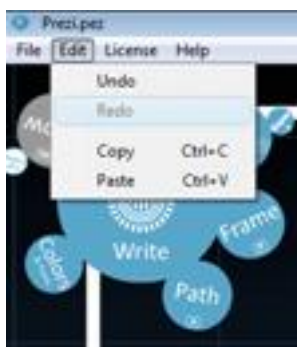 Prezi.pez
File Edit License Help
Undo
Redo
Copy Ctrl+C
Paste Ctrl+V
Frame
Write
Colors
Path